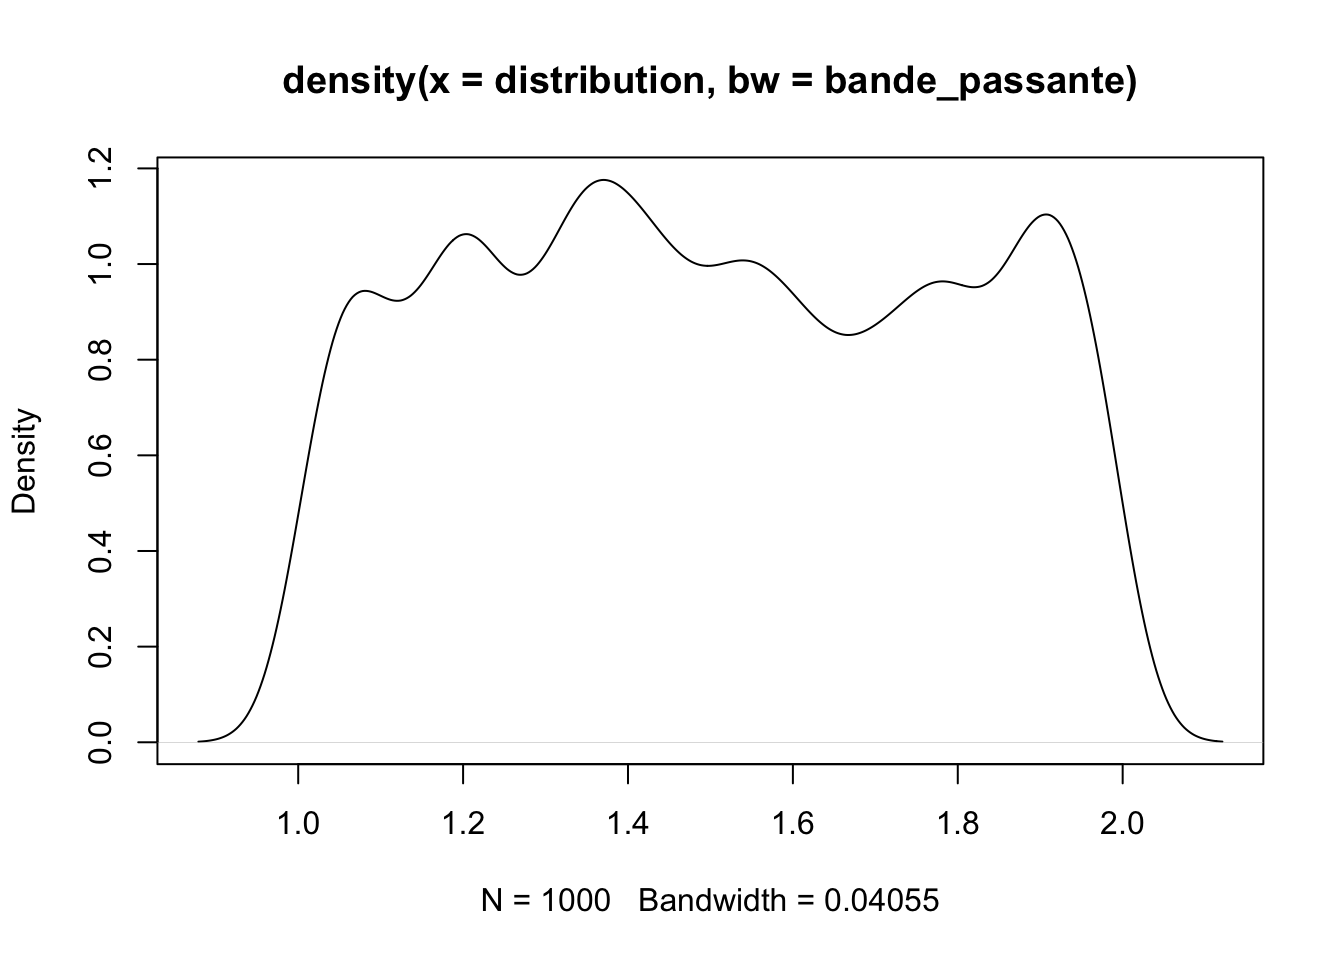 density(x = distribution, bw = bande_passante)
Density
1.2
1.0
0.8
0.6
0.4
0.2
0.0
1.0 1.2 1.4 1.6 1.8 2.0
N = 1000 Bandwidth = 0.04055